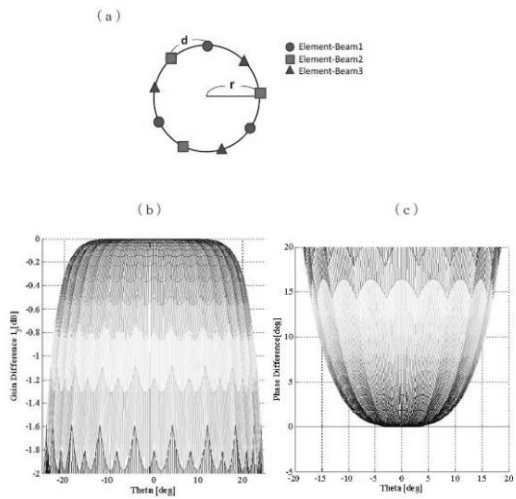 (a)
d
r
Element-Beam1
Element-Beam2
Element-Beam3
(b)
(c)
Gain Difference
[dB]
0
-0.2
-0.4
-0.6
-0.8
-1
-1.2
-1.4
-1.6
-1.8
-2
-20
-10
0
10
20
Theta [deg]
Phase Difference[deg]
20
15
10
5
0
-5
-20
-15
-10
-5
0
5
10
15
20
Theta [deg]